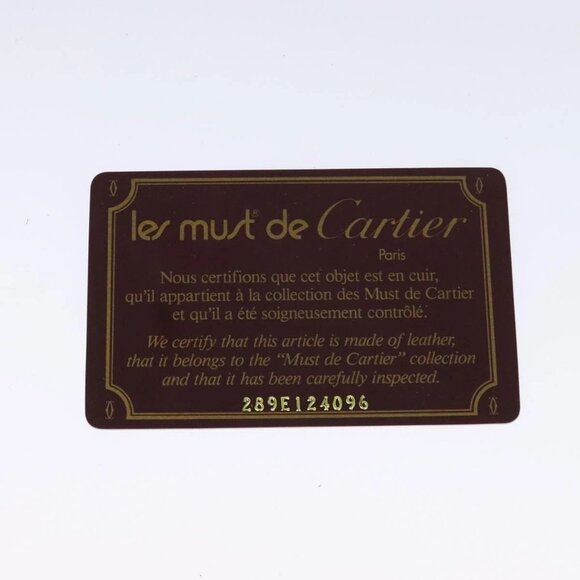 les must® de Cartier
Paris
Nous certifions que cet objet est en cuir,
qu'il appartient à la collection des Must de Cartier
et qu'il a été soigneusement contrôlé.
We certify that this article is made of leather,
that it belongs to the “Must de Cartier” collection
and that it has been carefully inspected.
289E124096